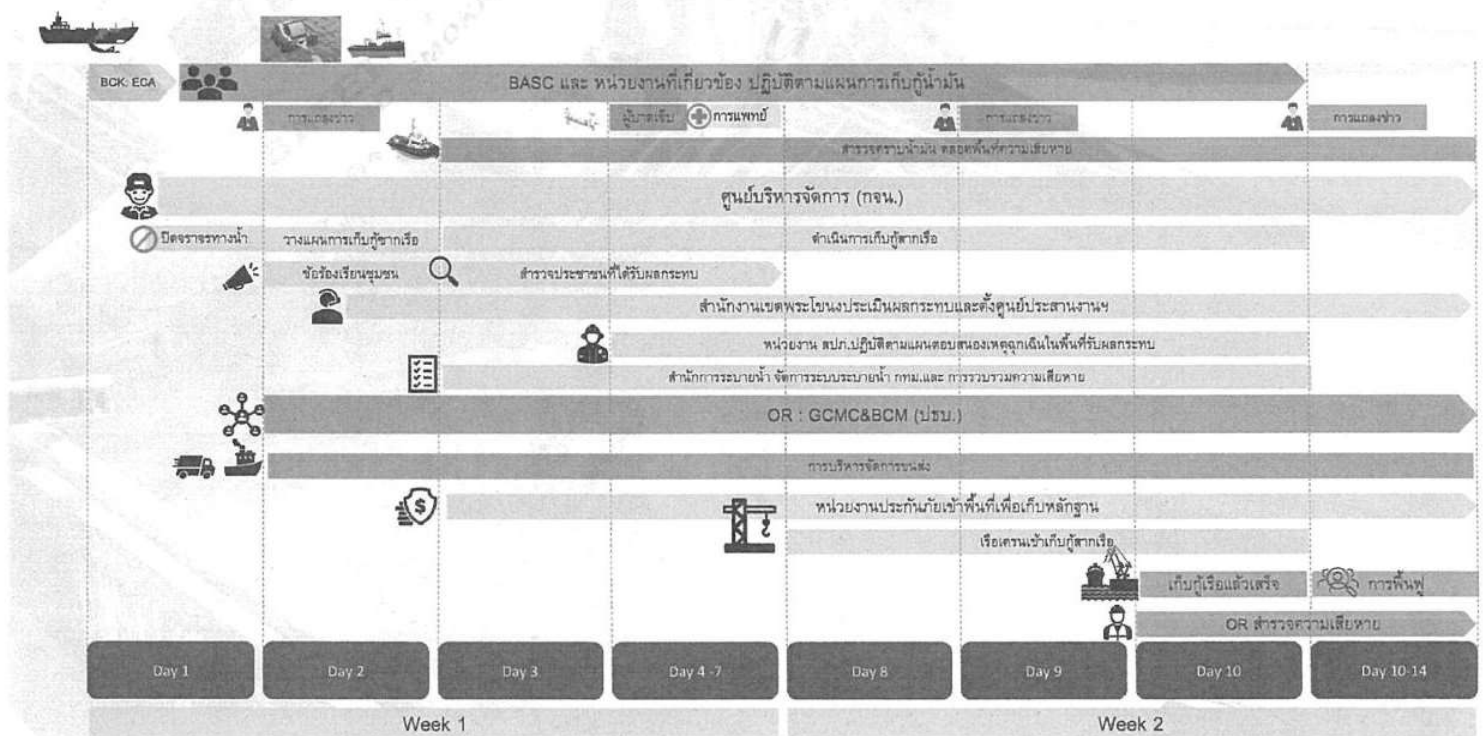 BCK: ECA
BASC และ หน่วยงานที่เกี่ยวข้อง ปฏิบัติตามแผนการเก็บกู้น้ำมัน
การแถลงข่าว
ผู้บาดเจ็บ
การแพทย์
การแถลงข่าว
การแถลงข่าว
สำรวจคราบน้ำมัน ตลอดพื้นที่ความเสียหาย
ศูนย์บริหารจัดการ (กจน.)
ปิดจราจรทางน้ำ
วางแผนการเก็บกู้ซากเรือ
ดำเนินการเก็บกู้ซากเรือ
ข้อร้องเรียนชุมชน
สำรวจประชาชนที่ได้รับผลกระทบ
สำนักงานเขตพระโขนงประเมินผลกระทบและตั้งศูนย์ประสานงานฯ
หน่วยงาน สปภ.ปฏิบัติตามแผนตอบสนองเหตุฉุกเฉินในพื้นที่รับผลกระทบ
สำนักการระบายน้ำ จัดการระบบระบายน้ำ กทม.และ การรวบรวมความเสียหาย
OR : GCMC&BCM (ปธบ.)
การบริหารจัดการขนส่ง
หน่วยงานประกันภัยเข้าพื้นที่เพื่อเก็บหลักฐาน
เรือเครนเข้าเก็บกู้ซากเรือ
เก็บกู้เรือแล้วเสร็จ
การฟื้นฟู
OR สำรวจความเสียหาย
Day 1
Day 2
Day 3
Day 4 -7
Day 8
Day 9
Day 10
Day 10-14
Week 1
Week 2